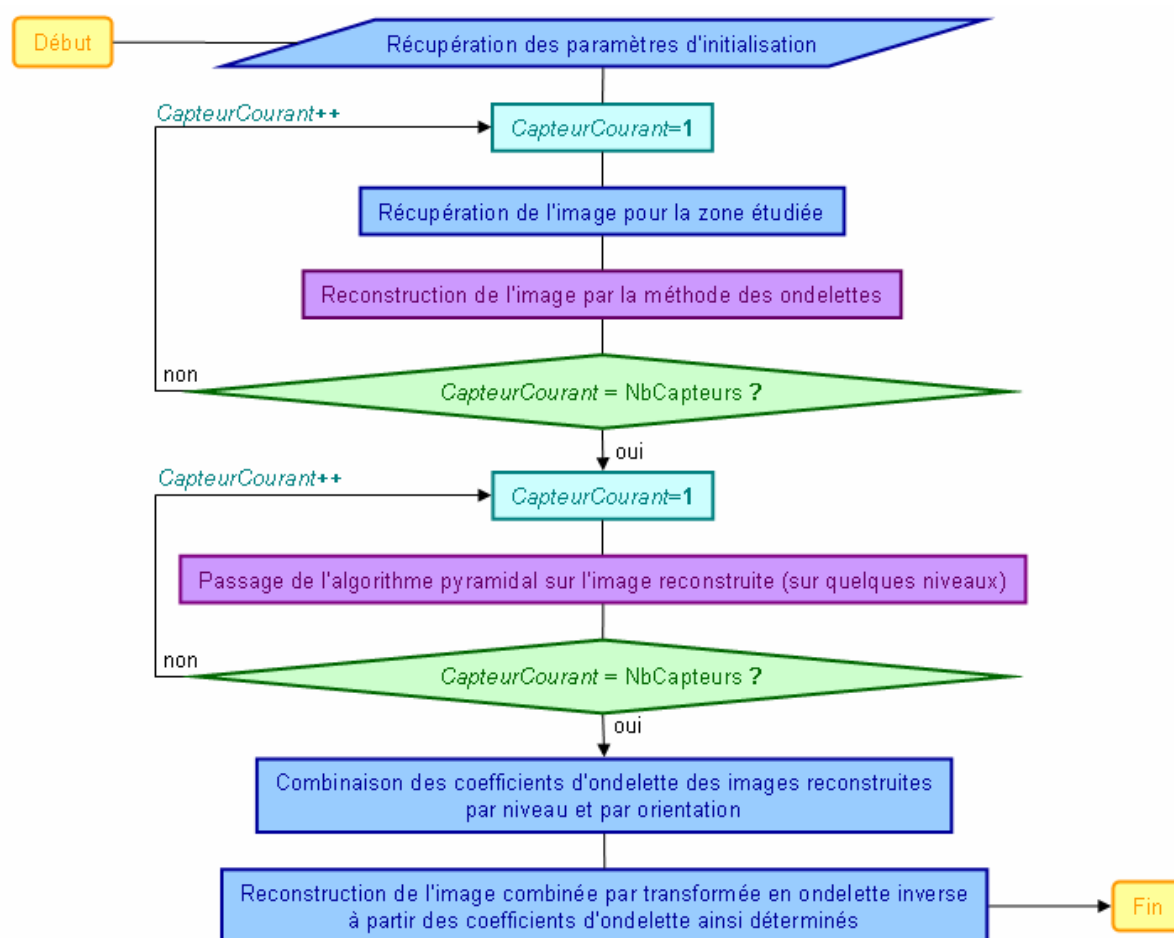 Début
Récupération des paramètres d'initialisation
CapteurCourant++
CapteurCourant=1
Récupération de l'image pour la zone étudiée
Reconstruction de l'image par la méthode des ondelettes
non
CapteurCourant = NbCapteurs ?
oui
CapteurCourant++
CapteurCourant=1
Passage de l'algorithme pyramidal sur l'image reconstruite (sur quelques niveaux)
non
CapteurCourant = NbCapteurs ?
oui
Combinaison des coefficients d'ondelette des images reconstruites
par niveau et par orientation
Reconstruction de l'image combinée par transformée en ondelette inverse
à partir des coefficients d'ondelette ainsi déterminés
Fin